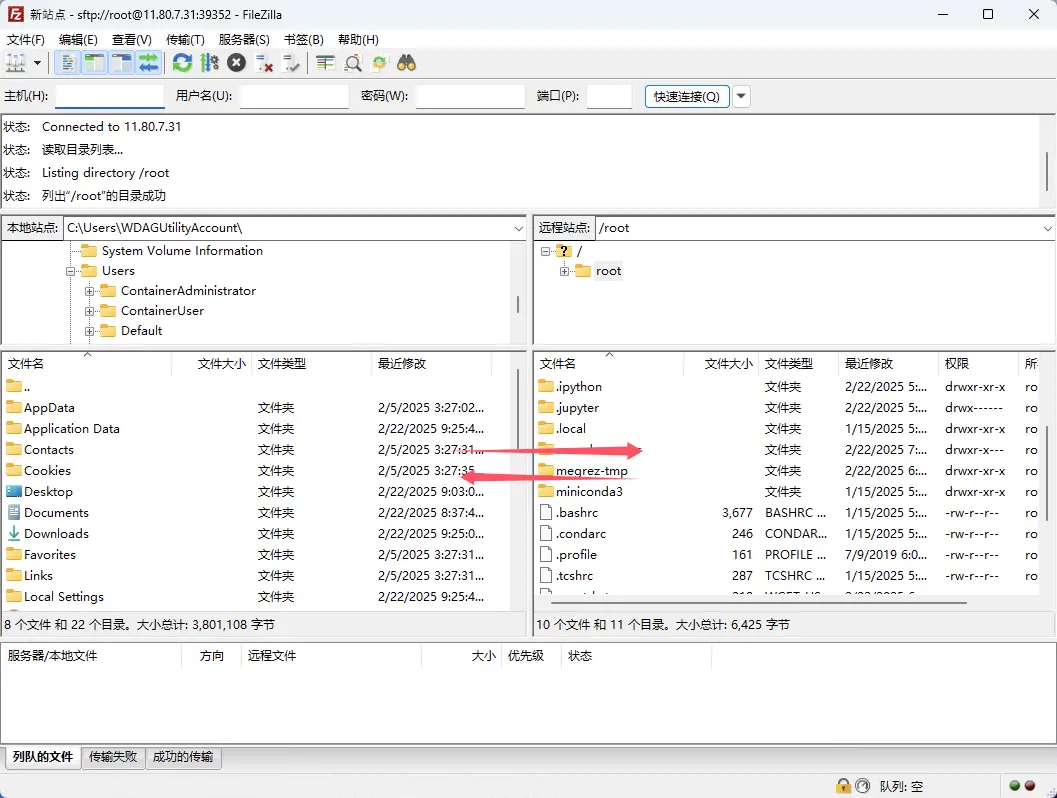 新站点 - sftp://root@11.80.7.31:39352 - FileZilla
文件(F) 编辑(E) 查看(V) 传输(T) 服务器(S) 书签(B) 帮助(H)
主机(H): 用户名(U): 密码(W): 端口(P): 快速连接(Q)
状态: Connected to 11.80.7.31
状态: 读取目录列表...
状态: Listing directory /root
状态: 列出“/root”的目录成功
本地站点: C:\Users\WDAGUtilityAccount\
System Volume Information
Users
ContainerAdministrator
ContainerUser
Default
远程站点: /root
? /
root
文件名 文件大小 文件类型 最近修改
..
AppData 文件夹 2/5/2025 3:27:02...
Application Data 文件夹 2/22/2025 9:25:4...
Contacts 文件夹 2/5/2025 3:27:31...
Cookies 文件夹 2/5/2025 3:27:35...
Desktop 文件夹 2/22/2025 9:03:0...
Documents 文件夹 2/22/2025 8:37:4...
Downloads 文件夹 2/22/2025 9:25:0...
Favorites 文件夹 2/5/2025 3:27:31...
Links 文件夹 2/5/2025 3:27:31...
Local Settings 文件夹 2/22/2025 9:25:4...
8 个文件 和 22 个目录。大小总计: 3,801,108 字节
文件名 文件大小 文件类型 最近修改 权限 所
.ipython 文件夹 2/22/2025 5:... drwxr-xr-x ro
.jupyter 文件夹 2/22/2025 5:... drwx------ ro
.local 文件夹 1/15/2025 5:... drwxr-xr-x ro
文件夹 2/22/2025 7:... drwxr-x--- ro
megrez-tmp 文件夹 2/22/2025 6:... drwxr-xr-x ro
miniconda3 文件夹 1/15/2025 5:... drwxr-xr-x ro
.bashrc 3,677 BASHRC ... 1/15/2025 5:... -rw-r--r-- ro
.condarc 246 CONDAR... 1/15/2025 5:... -rw-r--r-- ro
.profile 161 PROFILE ... 7/9/2019 6:0... -rw-r--r-- ro
.tcshrc 287 TCSHRC ... 1/15/2025 5:... -rw-r--r-- ro
10 个文件 和 11 个目录。大小总计: 6,425 字节
服务器/本地文件 方向 远程文件 大小 优先级 状态
列队的文件 传输失败 成功的传输
队列: 空